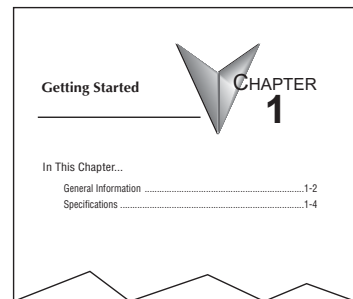 Getting Started
CHAPTER
1
In This Chapter...
General Information ................................................................1-2
Specifications ..........................................................................1-4